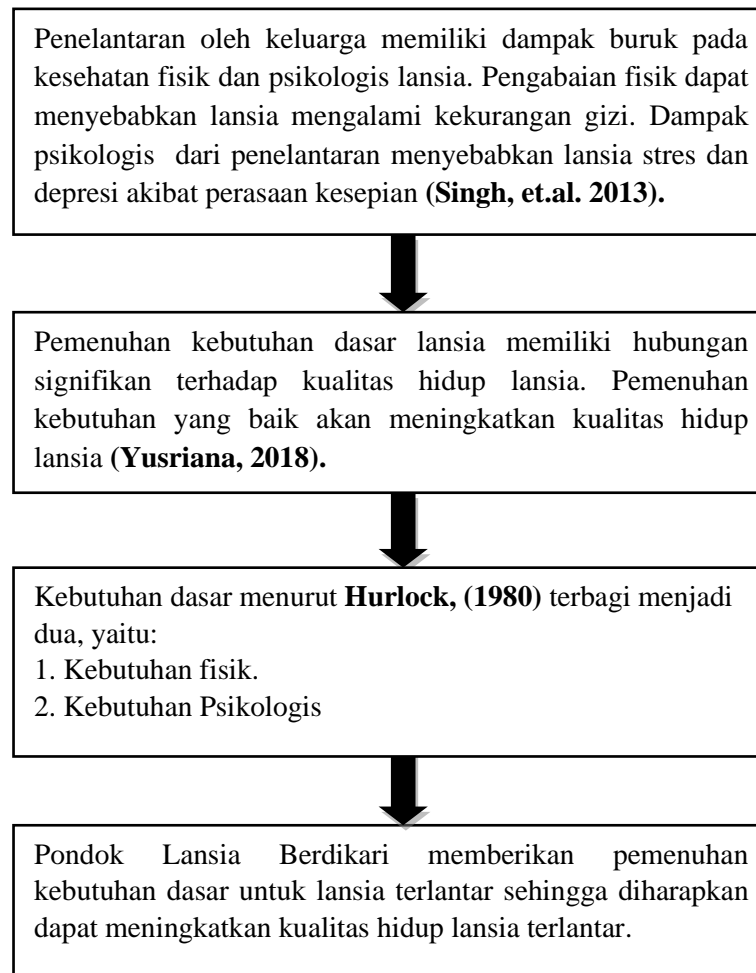 Penelantaran oleh keluarga memiliki dampak buruk pada
kesehatan fisik dan psikologis lansia. Pengabaian fisik dapat
menyebabkan lansia mengalami kekurangan gizi. Dampak
psikologis dari penelantaran menyebabkan lansia stres dan
depresi akibat perasaan kesepian (Singh, et.al. 2013).
Pemenuhan kebutuhan dasar lansia memiliki hubungan
signifikan terhadap kualitas hidup lansia. Pemenuhan
kebutuhan yang baik akan meningkatkan kualitas hidup
lansia (Yusriana, 2018).
Kebutuhan dasar menurut Hurlock, (1980) terbagi menjadi
dua, yaitu:
1. Kebutuhan fisik.
2. Kebutuhan Psikologis
Pondok Lansia Berdikari memberikan pemenuhan
kebutuhan dasar untuk lansia terlantar sehingga diharapkan
dapat meningkatkan kualitas hidup lansia terlantar.